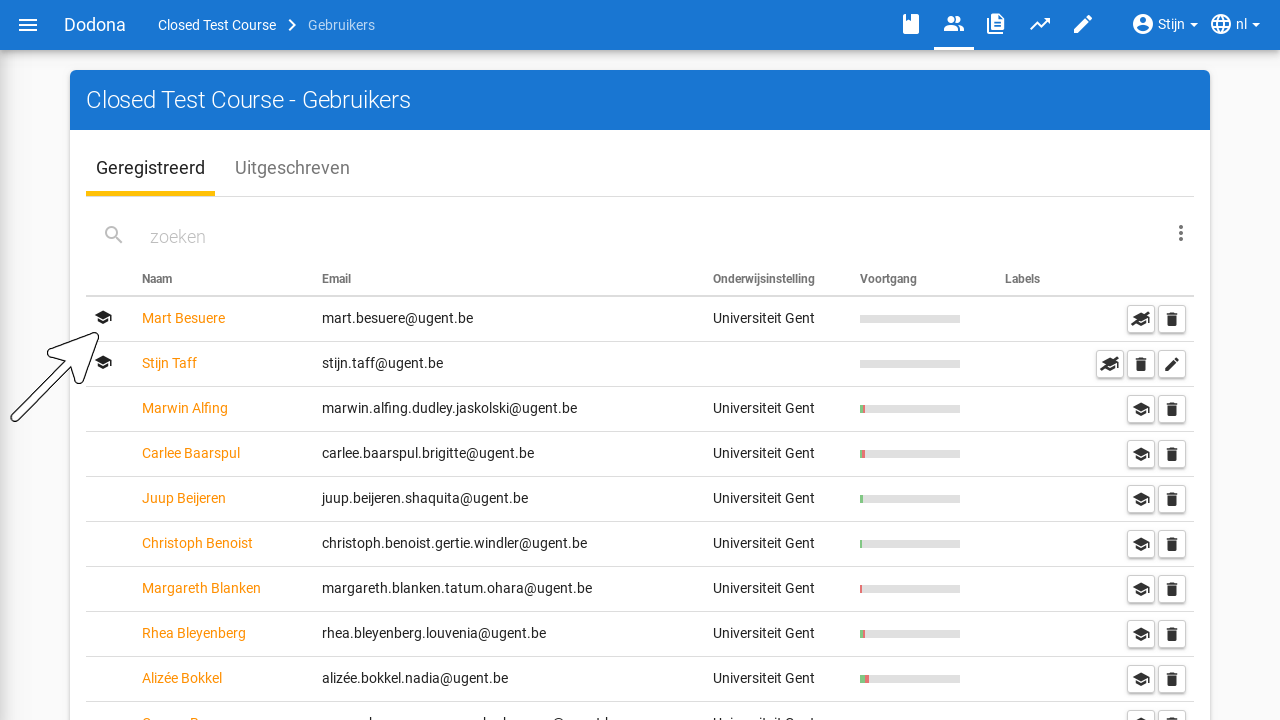 Dodona Closed Test Course Gebruikers Stijn nl
Closed Test Course - Gebruikers
Geregistreerd Uitgeschreven
zoeken
Naam Email Onderwijsinstelling Voortgang Labels
Mart Besuere mart.besuere@ugent.be Universiteit Gent
Stijn Taff stijn.taff@ugent.be
Marwin Alfing marwin.alfing.dudley.jaskolski@ugent.be Universiteit Gent
Carlee Baarspul carlee.baarspul.brigitte@ugent.be Universiteit Gent
Juup Beijeren juup.beijeren.shaquita@ugent.be Universiteit Gent
Christoph Benoist christoph.benoist.gertie.windler@ugent.be Universiteit Gent
Margareth Blanken margareth.blanken.tatum.ohara@ugent.be Universiteit Gent
Rhea Bleyenberg rhea.bleyenberg.louvenia@ugent.be Universiteit Gent
Alizée Bokkel alizée.bokkel.nadia@ugent.be Universiteit Gent